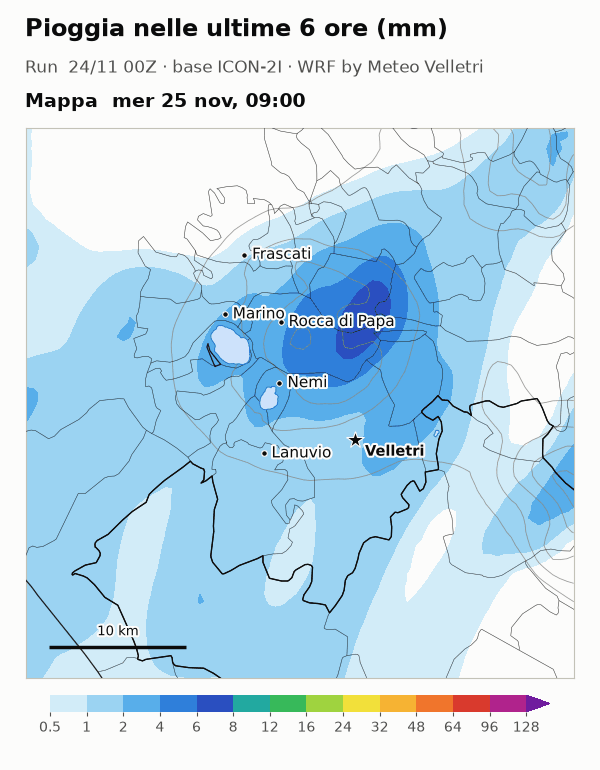 Pioggia nelle ultime 6 ore (mm)
Run  24/11 00Z · base ICON-2I · WRF by Meteo Velletri
Mappa  mer 25 nov, 09:00
Frascati
Marino
Rocca di Papa
Nemi
Velletri
Lanuvio
10 km
0.5 1 2 4 6 8 12 16 24 32 48 64 96 128